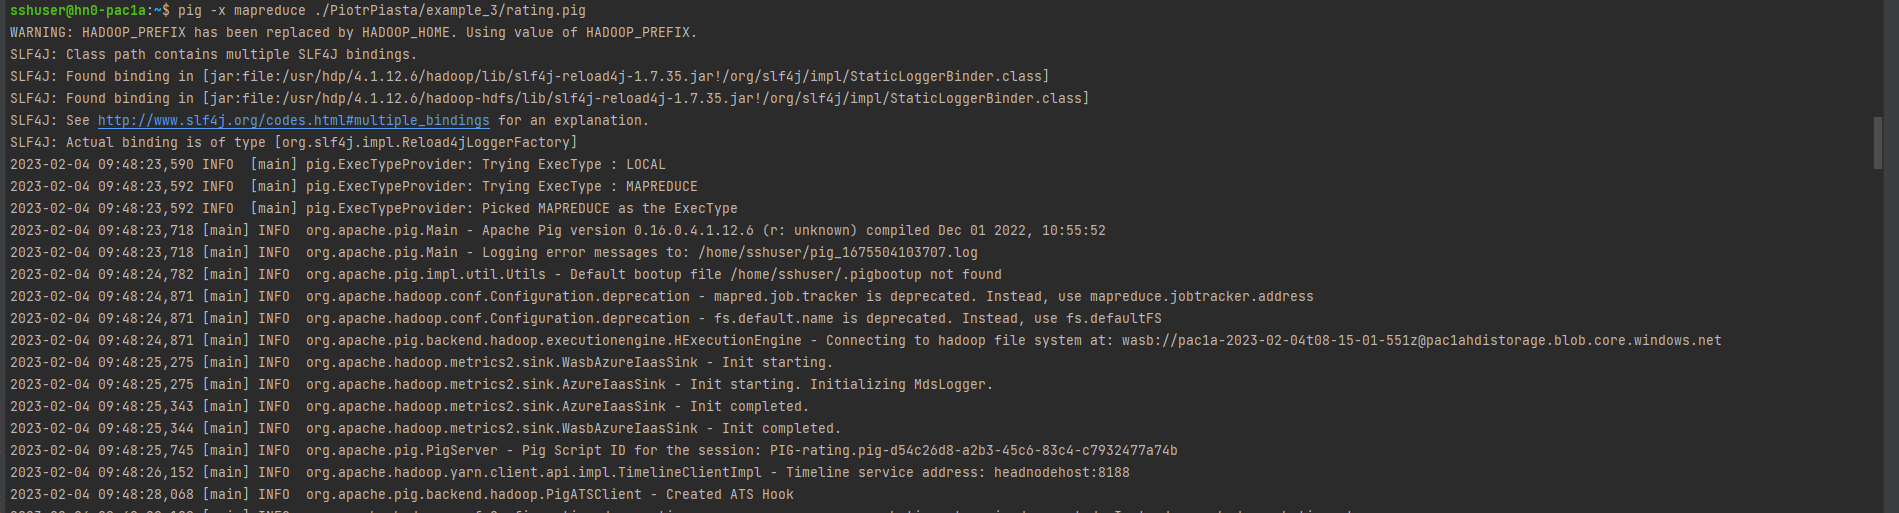 sshuser@hn0-pac1a:~$ pig -x mapreduce ./PiotrPiasta/example_3/rating.pig
WARNING: HADOOP_PREFIX has been replaced by HADOOP_HOME. Using value of HADOOP_PREFIX.
SLF4J: Class path contains multiple SLF4J bindings.
SLF4J: Found binding in [jar:file:/usr/hdp/4.1.12.6/hadoop/lib/slf4j-reload4j-1.7.35.jar!/org/slf4j/impl/StaticLoggerBinder.class]
SLF4J: Found binding in [jar:file:/usr/hdp/4.1.12.6/hadoop-hdfs/lib/slf4j-reload4j-1.7.35.jar!/org/slf4j/impl/StaticLoggerBinder.class]
SLF4J: See http://www.slf4j.org/codes.html#multiple_bindings for an explanation.
SLF4J: Actual binding is of type [org.slf4j.impl.Reload4jLoggerFactory]
2023-02-04 09:48:23,590 INFO  [main] pig.ExecTypeProvider: Trying ExecType : LOCAL
2023-02-04 09:48:23,592 INFO  [main] pig.ExecTypeProvider: Trying ExecType : MAPREDUCE
2023-02-04 09:48:23,592 INFO  [main] pig.ExecTypeProvider: Picked MAPREDUCE as the ExecType
2023-02-04 09:48:23,718 [main] INFO  org.apache.pig.Main - Apache Pig version 0.16.0.4.1.12.6 (r: unknown) compiled Dec 01 2022, 10:55:52
2023-02-04 09:48:23,718 [main] INFO  org.apache.pig.Main - Logging error messages to: /home/sshuser/pig_1675504103707.log
2023-02-04 09:48:24,782 [main] INFO  org.apache.pig.impl.util.Utils - Default bootup file /home/sshuser/.pigbootup not found
2023-02-04 09:48:24,871 [main] INFO  org.apache.hadoop.conf.Configuration.deprecation - mapred.job.tracker is deprecated. Instead, use mapreduce.jobtracker.address
2023-02-04 09:48:24,871 [main] INFO  org.apache.hadoop.conf.Configuration.deprecation - fs.default.name is deprecated. Instead, use fs.defaultFS
2023-02-04 09:48:24,871 [main] INFO  org.apache.pig.backend.hadoop.executionengine.HExecutionEngine - Connecting to hadoop file system at: wasb://pac1a-2023-02-04t08-15-01-551z@pac1ahdistorage.blob.core.windows.net
2023-02-04 09:48:25,275 [main] INFO  org.apache.hadoop.metrics2.sink.WasbAzureIaasSink - Init starting.
2023-02-04 09:48:25,275 [main] INFO  org.apache.hadoop.metrics2.sink.AzureIaasSink - Init starting. Initializing MdsLogger.
2023-02-04 09:48:25,343 [main] INFO  org.apache.hadoop.metrics2.sink.AzureIaasSink - Init completed.
2023-02-04 09:48:25,344 [main] INFO  org.apache.hadoop.metrics2.sink.WasbAzureIaasSink - Init completed.
2023-02-04 09:48:25,745 [main] INFO  org.apache.pig.PigServer - Pig Script ID for the session: PIG-rating.pig-d54c26d8-a2b3-45c6-83c4-c7932477a74b
2023-02-04 09:48:26,152 [main] INFO  org.apache.hadoop.yarn.client.api.impl.TimelineClientImpl - Timeline service address: headnodehost:8188
2023-02-04 09:48:28,068 [main] INFO  org.apache.pig.backend.hadoop.PigATSClient - Created ATS Hook